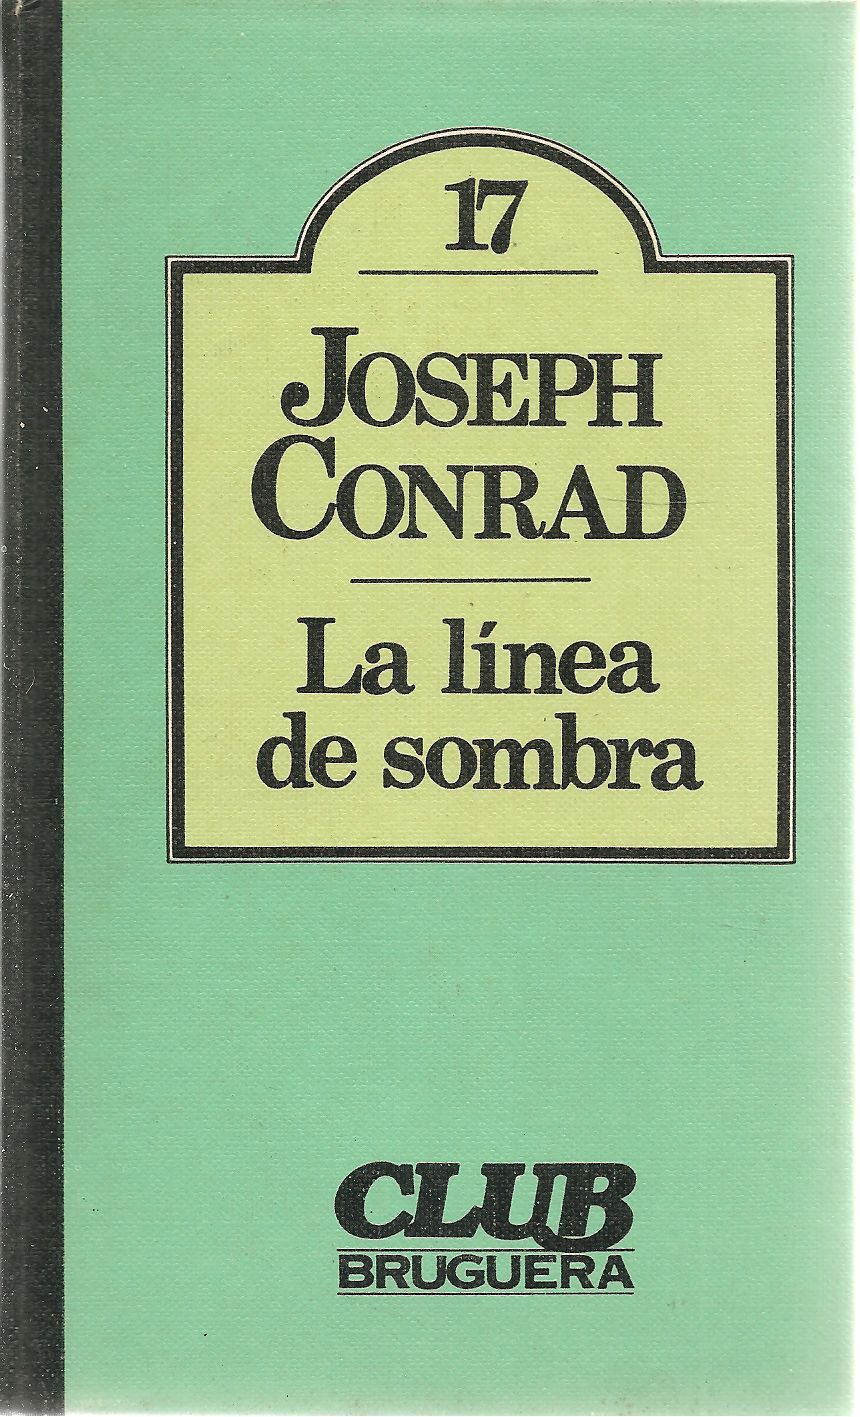 17
JOSEPH
CONRAD
La línea
de sombra
CLUB
BRUGUERA